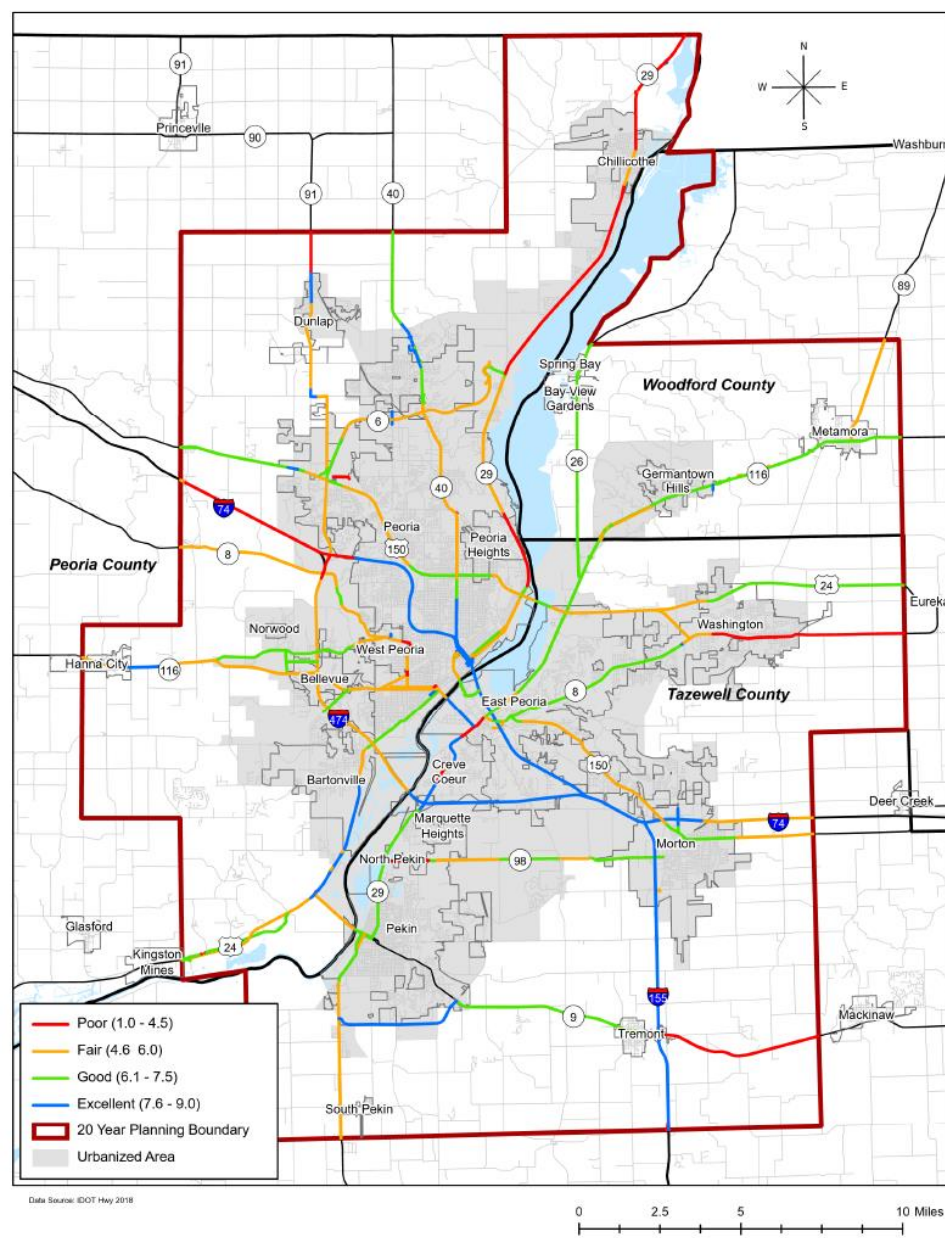 91
29
N
W E
S
Princeville
90
Chillicothe
Washburn
91
40
89
Dunlap
Spring Bay
Bay View
Gardens
Woodford County
6
Metamora
29
26
116
Germantown
Hills
40
74
Peoria
150
Peoria
Heights
8
Peoria County
24
Eureka
Norwood
Washington
West Peoria
Hanna City
116
Bellevue
8
Tazewell County
East Peoria
474
150
Bartonville
Creve
Coeur
Deer Creek
74
Marquette
Heights
Morton
North Pekin
98
29
Glasford
Pekin
24
Kingston
Mines
155
Mackinaw
9
Tremont
South Pekin
Poor (1.0 - 4.5)
Fair (4.6 6.0)
Good (6.1 - 7.5)
Excellent (7.6 - 9.0)
20 Year Planning Boundary
Urbanized Area
Data Source: IDOT Hwy 2018
0 2.5 5 10 Miles